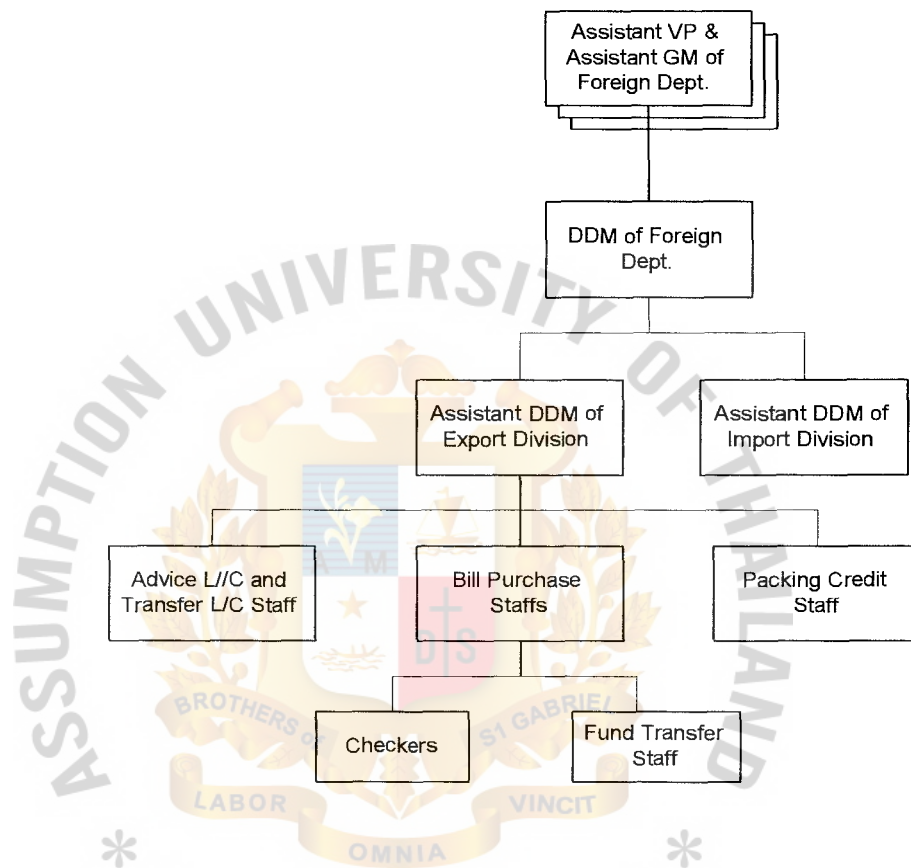 Assistant VP &
Assistant GM of
Foreign Dept.
DDM of Foreign
Dept.
Assistant DDM of
Export Division
Assistant DDM of
Import Division
Advice L//C and
Transfer L/C Staff
Bill Purchase
Staffs
Packing Credit
Staff
Checkers
Fund Transfer
Staff
ASSUMPTION UNIVERSITY OF THAILAND
A M
D S
BROTHERS of
S1 GABRIEL
LABOR
VINCIT
OMNIA
* *